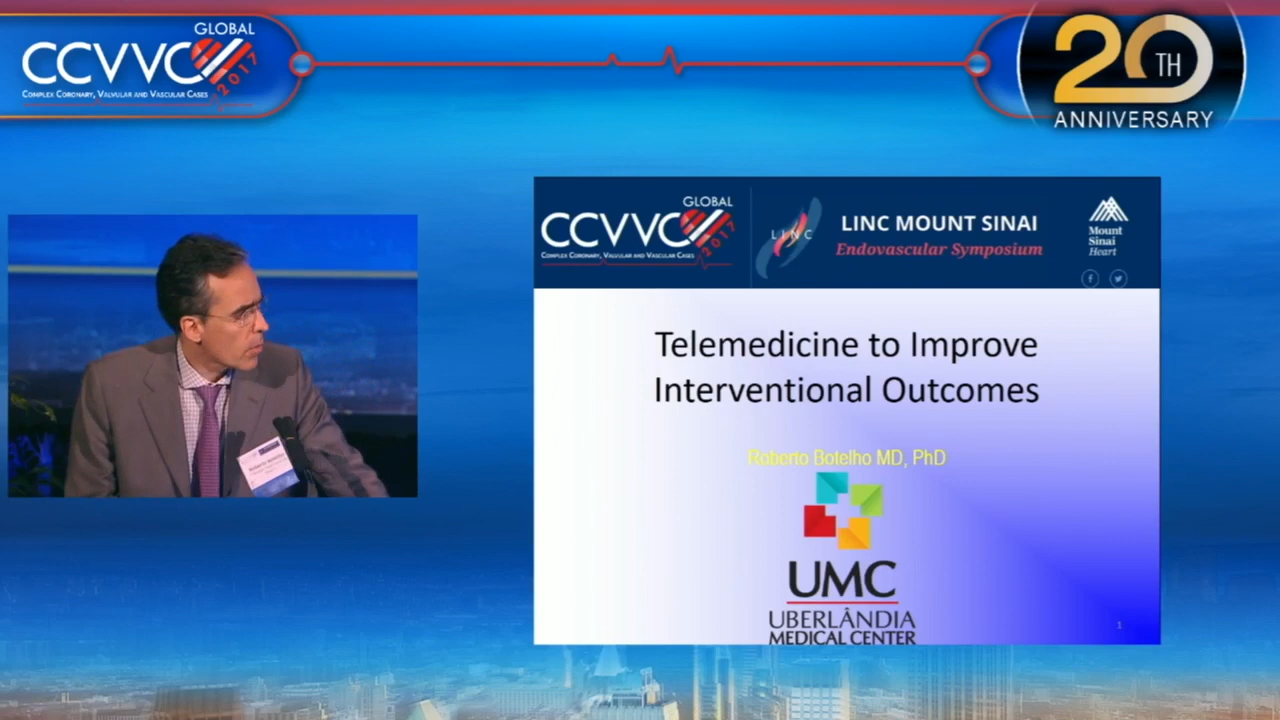 GLOBAL
CCVVC
2017
COMPLEX CORONARY, VALVULAR AND VASCULAR CASES
20TH
ANNIVERSARY
GLOBAL
CCVVC
2017
COMPLEX CORONARY, VALVULAR AND VASCULAR CASES
LINC
LINC MOUNT SINAI
Endovascular Symposium
Mount
Sinai
Heart
Telemedicine to Improve
Interventional Outcomes
Roberto Botelho MD, PhD
UMC
UBERLÂNDIA
MEDICAL CENTER
1